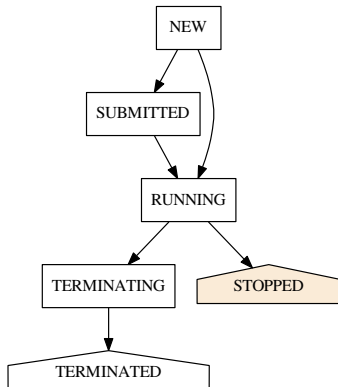 NEW
SUBMITTED
RUNNING
TERMINATING
STOPPED
TERMINATED